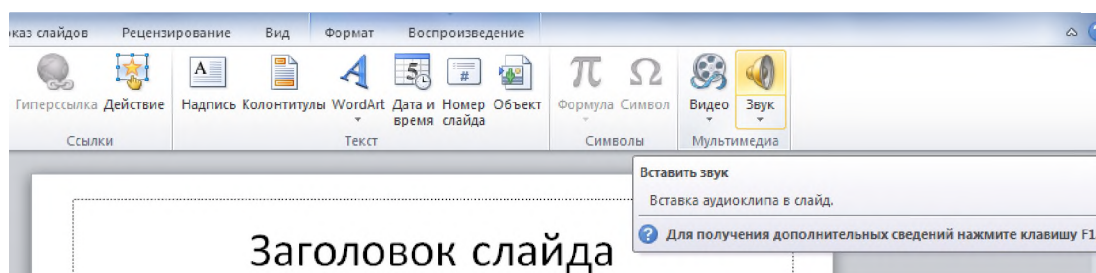 каз слайдов Рецензирование Вид Формат Воспроизведение
Гиперссылка Действие Надпись Колонтитулы WordArt Дата и время Номер слайда Объект Формула Символ Видео Звук
Ссылки Текст Символы Мультимедиа
Вставить звук
Вставка аудиоклипа в слайд.
Для получения дополнительных сведений нажмите клавишу F1
Заголовок слайда